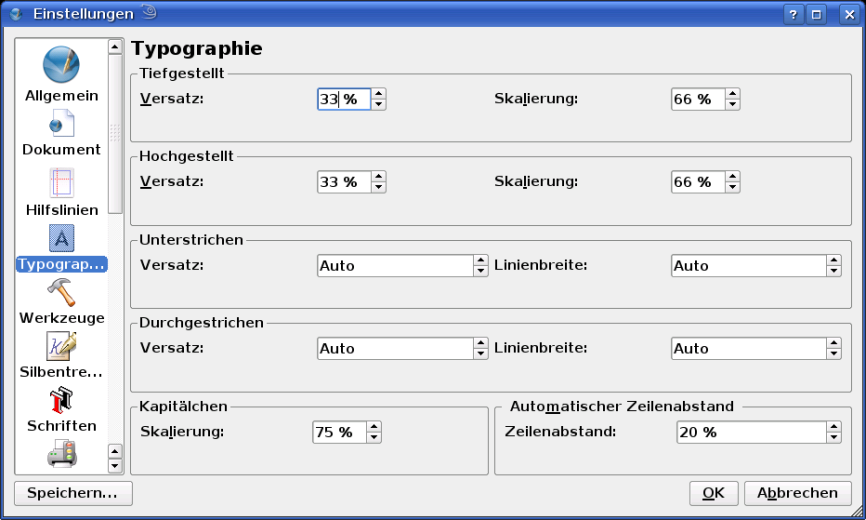 Einstellungen
Typographie
Allgemein
Dokument
Hilfslinien
Typograp...
Werkzeuge
Silbentre...
Schriften
Tiefgestellt
Versatz: 33 % Skalierung: 66 %
Hochgestellt
Versatz: 33 % Skalierung: 66 %
Unterstrichen
Versatz: Auto Linienbreite: Auto
Durchgestrichen
Versatz: Auto Linienbreite: Auto
Kapitälchen
Skalierung: 75 %
Automatischer Zeilenabstand
Zeilenabstand: 20 %
Speichern... OK Abbrechen